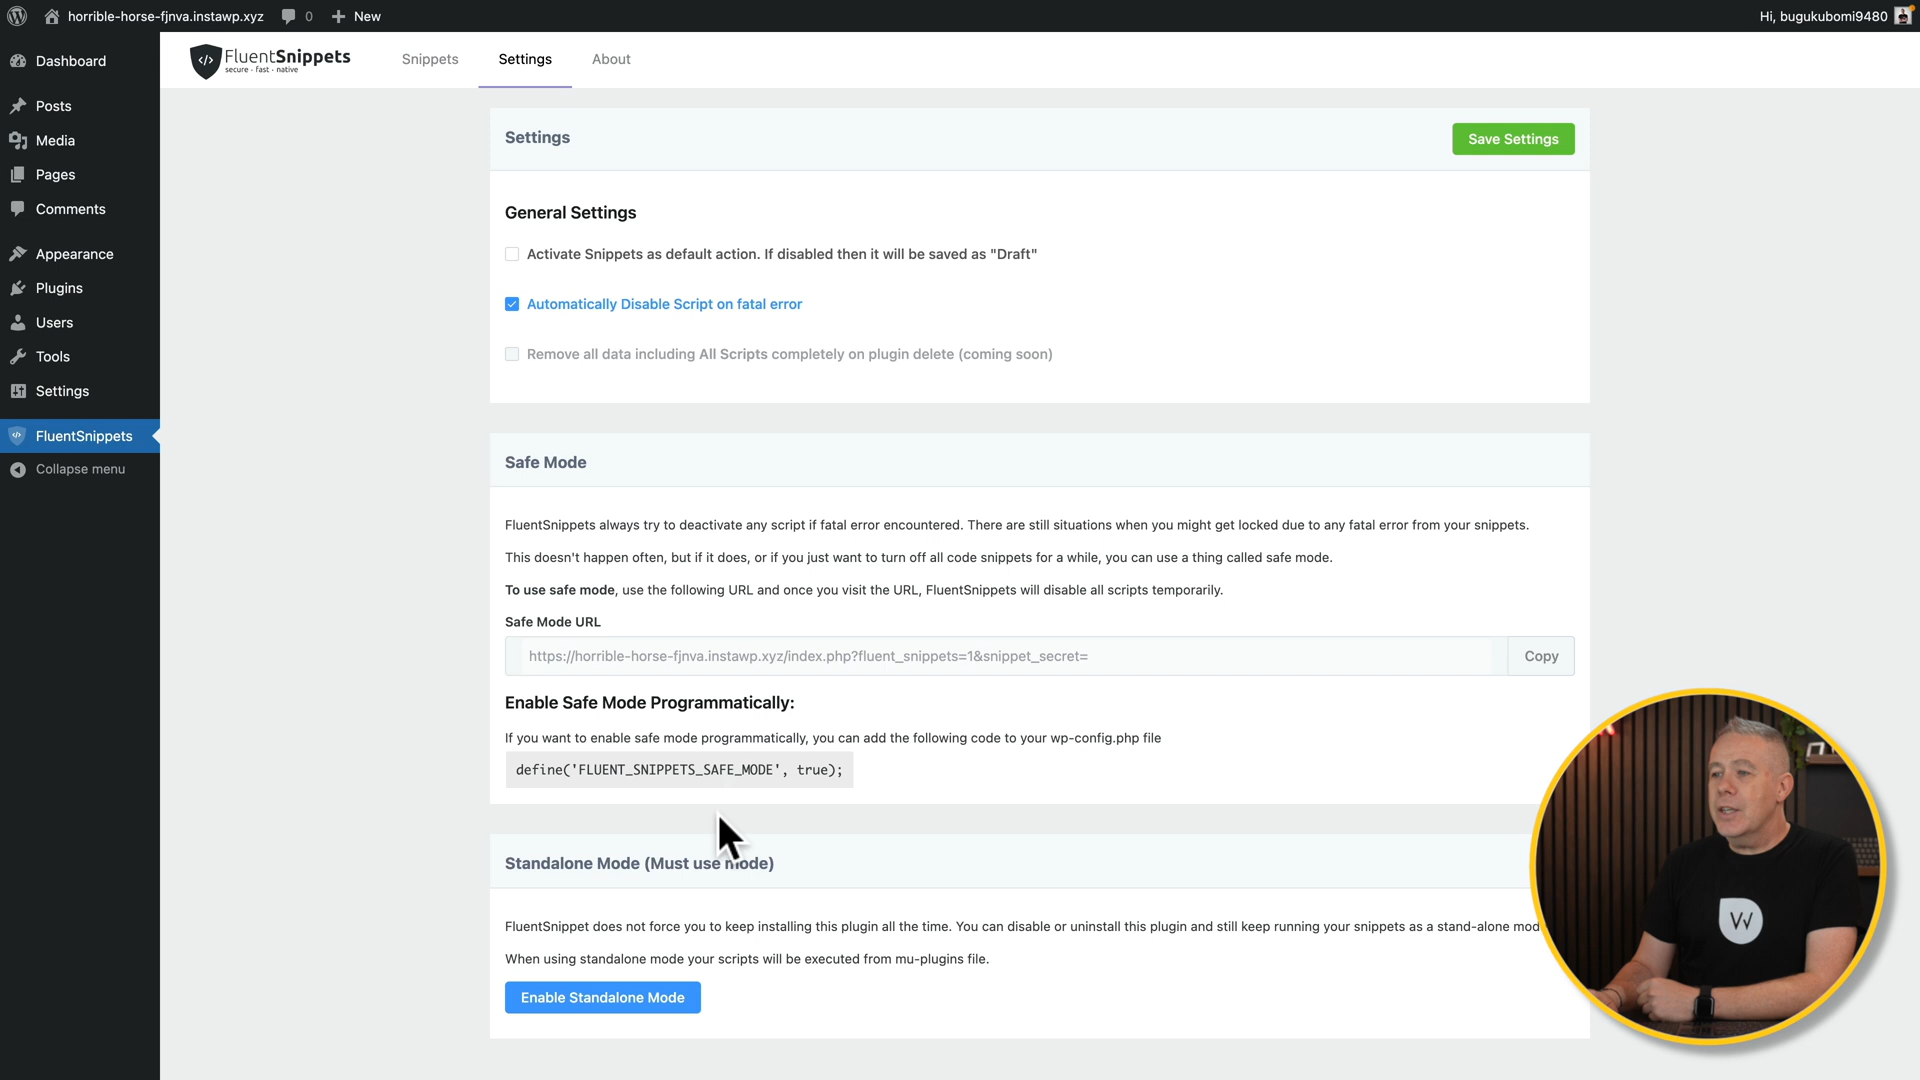 horrible-horse-fjnva.instawp.xyz
0
New
Hi, bugukubomi9480
Dashboard
Posts
Media
Pages
Comments
Appearance
Plugins
Users
Tools
Settings
FluentSnippets
Collapse menu
</> FluentSnippets
secure - fast - native
Snippets
Settings
About
Settings
Save Settings
General Settings
Activate Snippets as default action. If disabled then it will be saved as "Draft"
Automatically Disable Script on fatal error
Remove all data including All Scripts completely on plugin delete (coming soon)
Safe Mode
FluentSnippets always try to deactivate any script if fatal error encountered. There are still situations when you might get locked due to any fatal error from your snippets.
This doesn't happen often, but if it does, or if you just want to turn off all code snippets for a while, you can use a thing called safe mode.
To use safe mode, use the following URL and once you visit the URL, FluentSnippets will disable all scripts temporarily.
Safe Mode URL
https://horrible-horse-fjnva.instawp.xyz/index.php?fluent_snippets=1&snippet_secret=
Copy
Enable Safe Mode Programmatically:
If you want to enable safe mode programmatically, you can add the following code to your wp-config.php file
define('FLUENT_SNIPPETS_SAFE_MODE', true);
Standalone Mode (Must use mode)
FluentSnippet does not force you to keep installing this plugin all the time. You can disable or uninstall this plugin and still keep running your snippets as a stand-alone mod
When using standalone mode your scripts will be executed from mu-plugins file.
Enable Standalone Mode
W